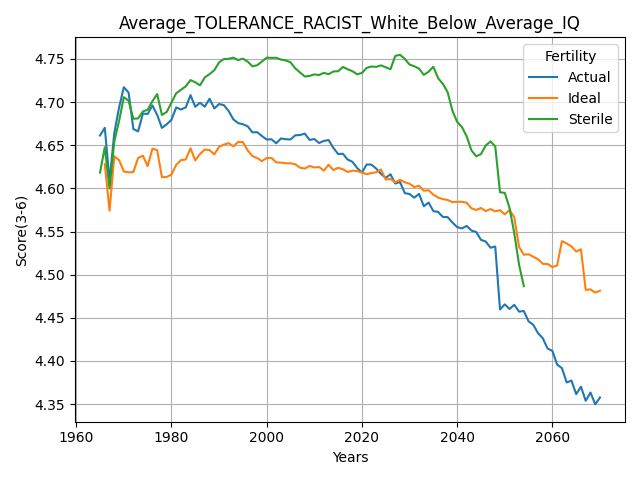 Average_TOLERANCE_RACIST_White_Below_Average_IQ
Fertility
Actual
Ideal
Sterile
Score(3-6)
4.75
4.70
4.65
4.60
4.55
4.50
4.45
4.40
4.35
1960
1980
2000
2020
2040
2060
Years